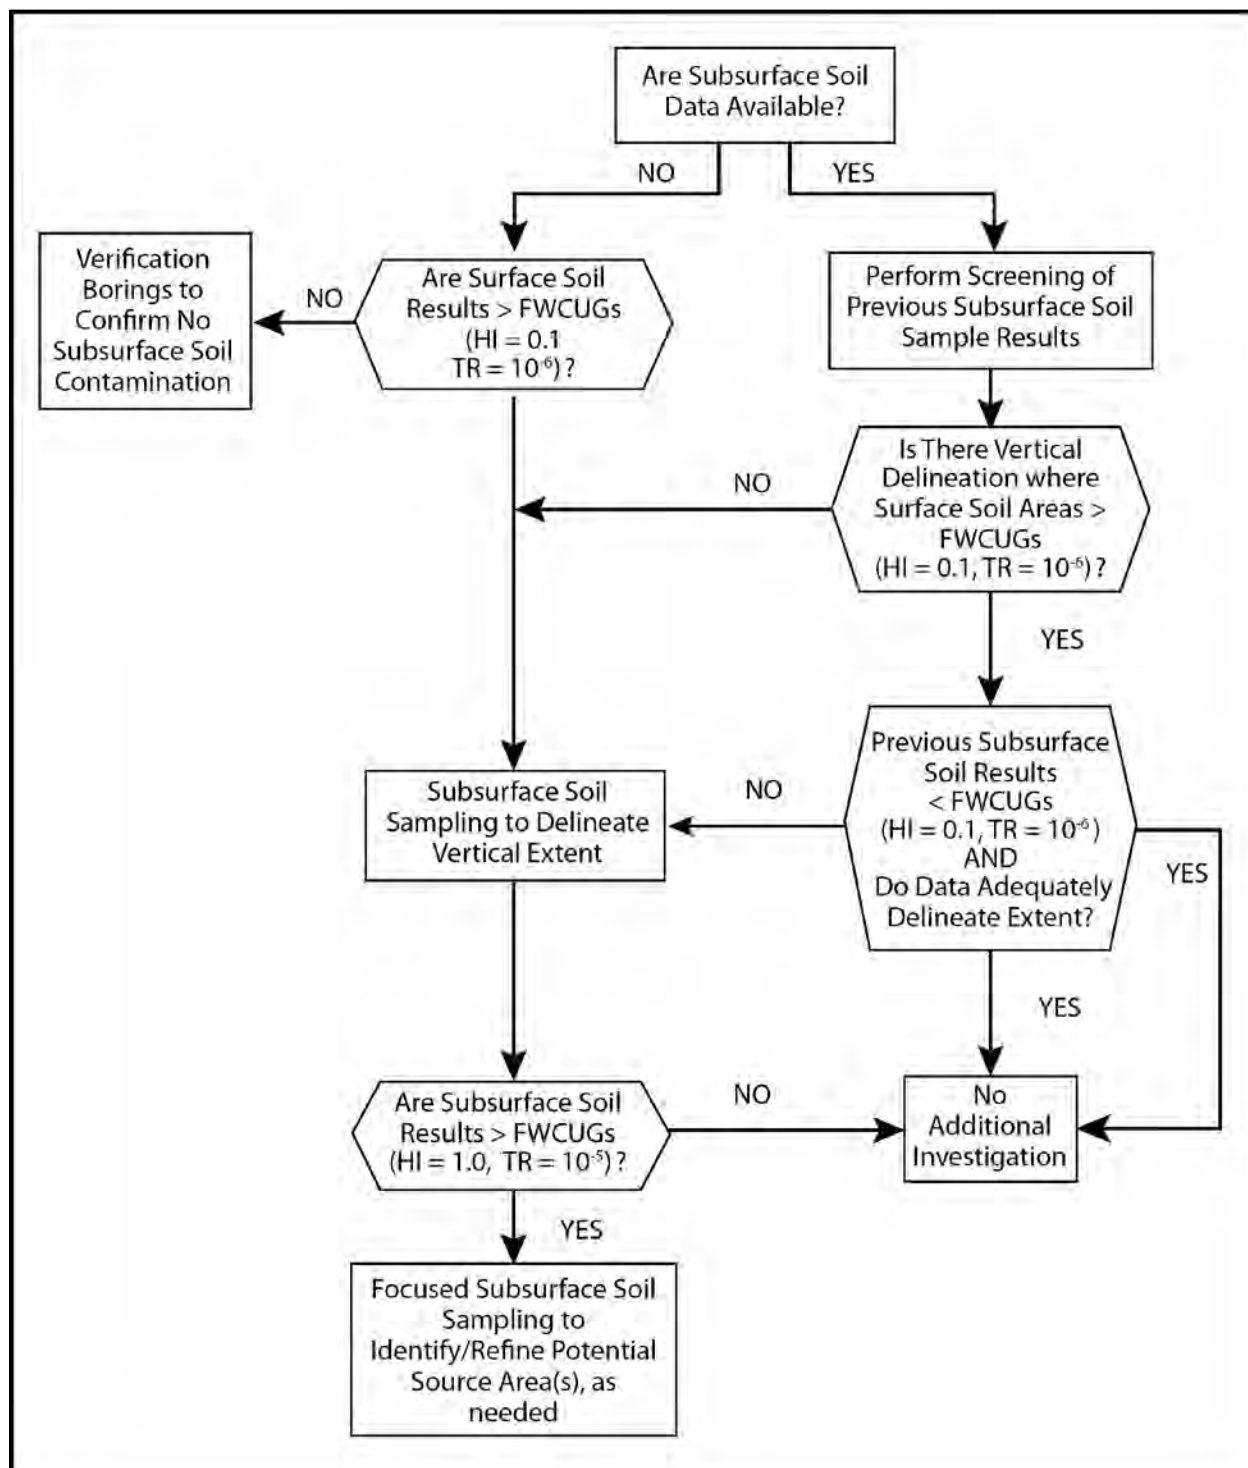 Are Subsurface Soil
Data Available?
NO
YES
Verification
Borings to
Confirm No
Subsurface Soil
Contamination
NO
Are Surface Soil
Results > FWCUGs
(HI = 0.1
TR = 10⁻⁶) ?
Perform Screening of
Previous Subsurface Soil
Sample Results
Is There Vertical
Delineation where
Surface Soil Areas >
FWCUGs
(HI = 0.1, TR = 10⁻⁶) ?
NO
YES
Previous Subsurface
Soil Results
< FWCUGs
(HI = 0.1, TR = 10⁻⁶)
AND
Do Data Adequately
Delineate Extent?
NO
YES
Subsurface Soil
Sampling to Delineate
Vertical Extent
YES
Are Subsurface Soil
Results > FWCUGs
(HI = 1.0, TR = 10⁻⁵) ?
NO
No
Additional
Investigation
YES
Focused Subsurface Soil
Sampling to
Identify/Refine Potential
Source Area(s), as
needed